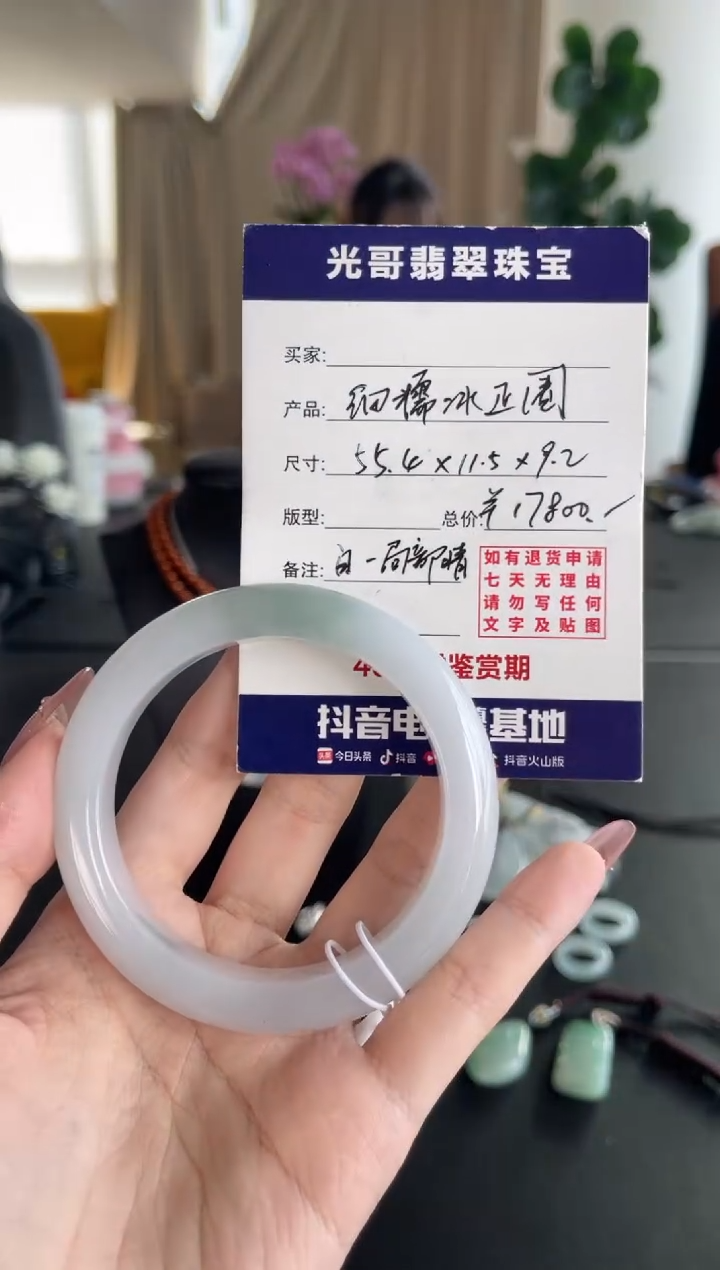 光哥翡翠珠宝
买家:
产品: 细糯冰正圈
尺寸: 55.4×11.5×9.2
版型: 总价: ¥17800.
备注: 白一局部晴
如有退货申请
七天无理由
请勿写任何
文字及贴图
鉴赏期
抖音电 基地
头条 今日头条 抖音 抖音火山版